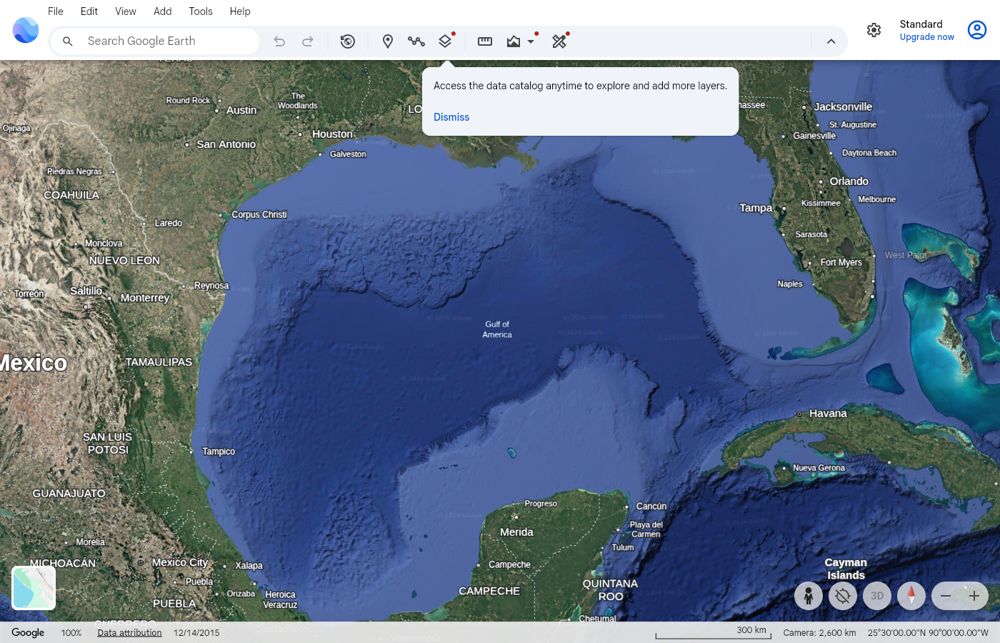 File Edit View Add Tools Help
Search Google Earth
Standard
Upgrade now
Access the data catalog anytime to explore and add more layers.
Dismiss
Round Rock
Austin
The
Woodlands
Houston
San Antonio
Galveston
Jacksonville
St. Augustine
Gainesville
Daytona Beach
Ojinaga
Piedras Negras
COAHUILA
Orlando
Kissimmee
Melbourne
Tampa
Corpus Christi
Laredo
Sarasota
Monclova
NUEVO LEON
West Palm
Fort Myers
Naples
Torreón
Saltillo
Reynosa
Monterrey
Gulf of
America
Mexico
TAMAULIPAS
Havana
SAN LUIS
POTOSI
Tampico
Nueva Gerona
GUANAJUATO
Progreso
Cancún
Merida
Playa del
Carmen
Morelia
Tulum
MICHOACÁN
Mexico City
Xalapa
Campeche
Cayman
Islands
Puebla
QUINTANA
ROO
CAMPECHE
Orizaba
Heroica
Veracruz
PUEBLA
3D
Chetumal
GUERRERO
Google 100% Data attribution 12/14/2015 300 km Camera: 2,600 km 25°30'00.00"N 90°00'00.00"W